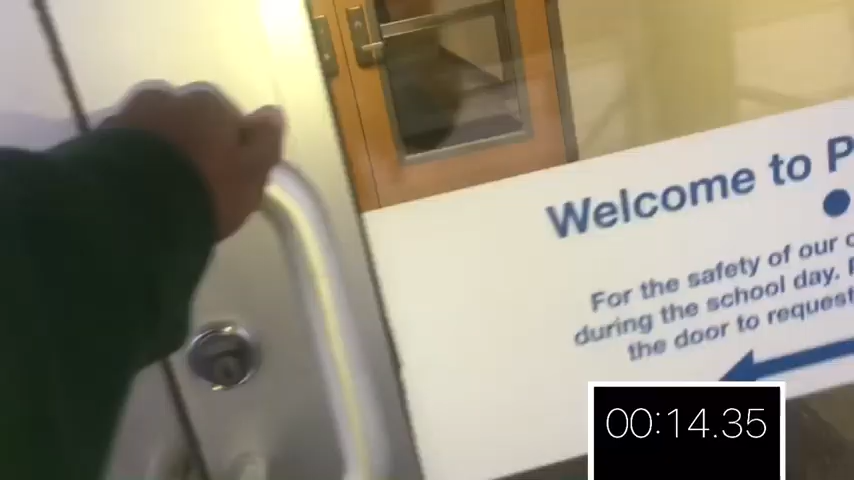 Welcome to P
For the safety of our
during the school day.
the door to request
00:14.35